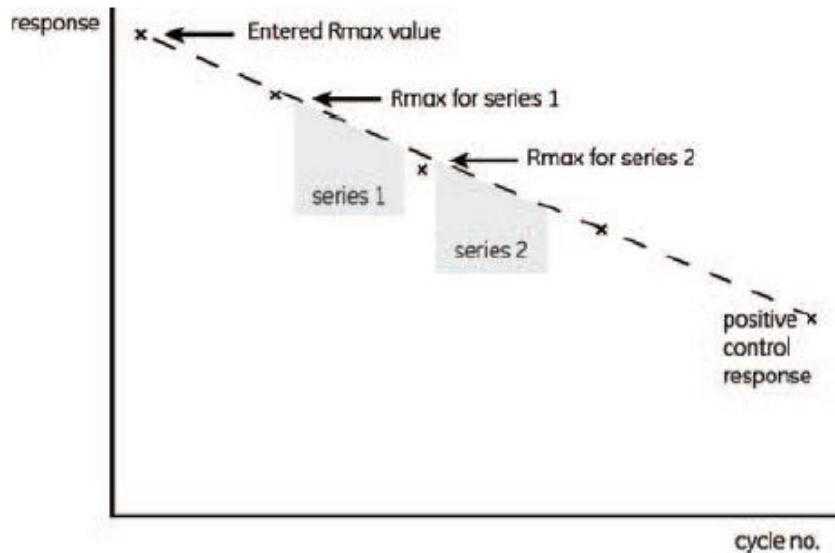 response
Entered Rmax value
Rmax for series 1
Rmax for series 2
series 1
series 2
positive
control
response
cycle no.